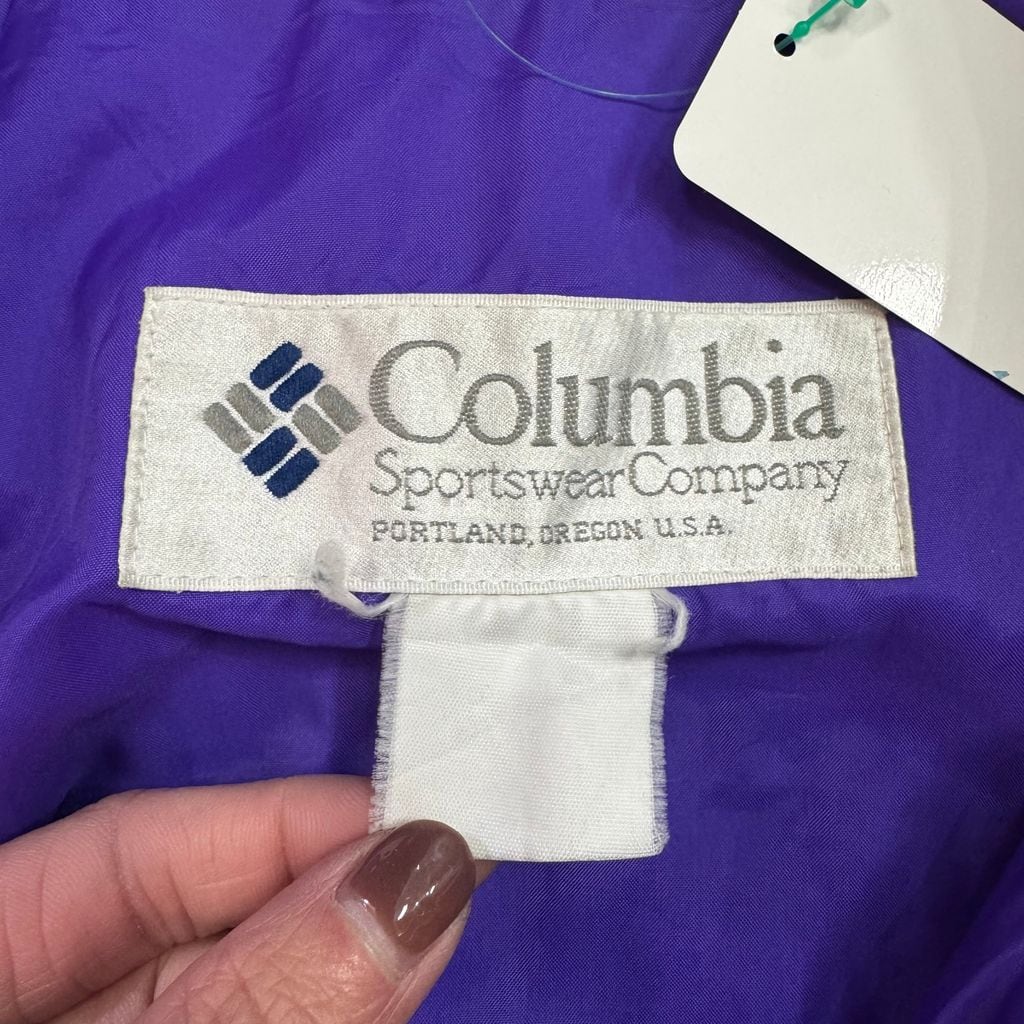 Columbia
Sportswear Company
PORTLAND, OREGON U.S.A.